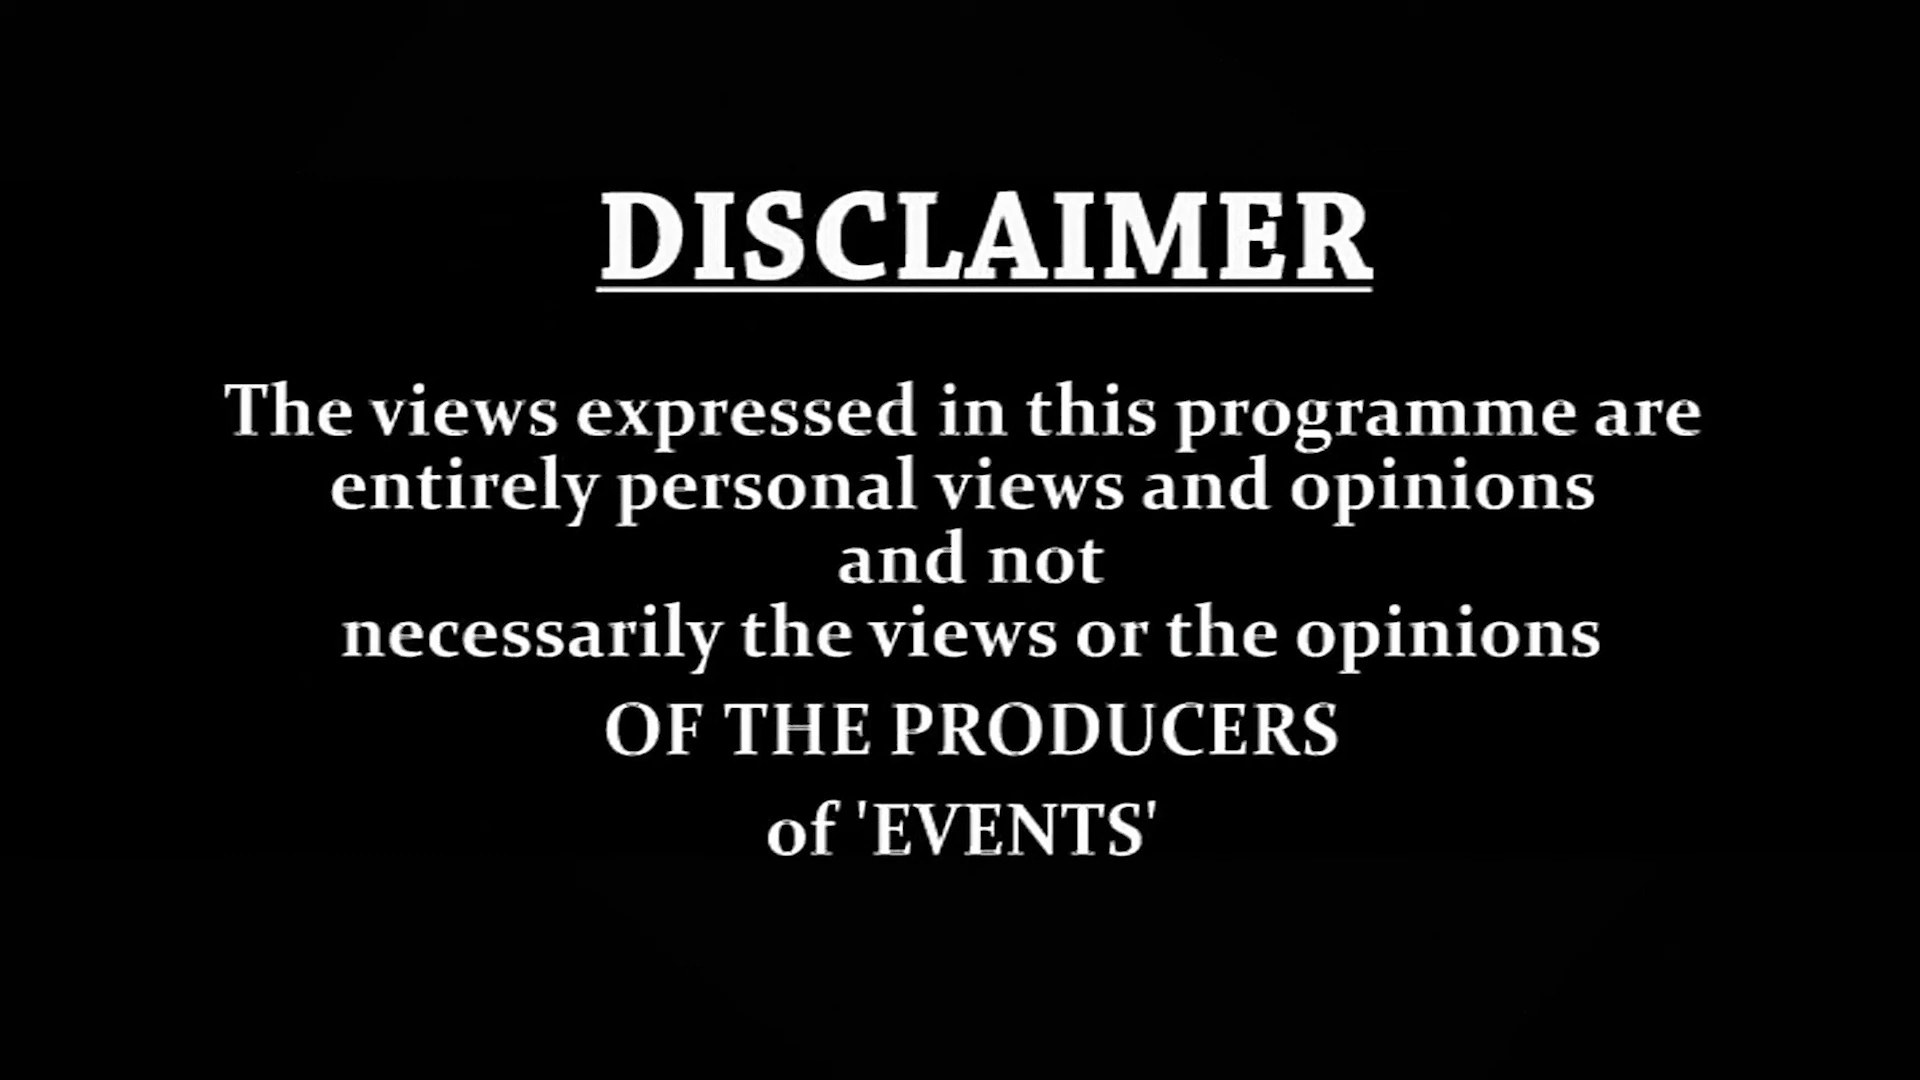 DISCLAIMER
The views expressed in this programme are
entirely personal views and opinions
and not
necessarily the views or the opinions
OF THE PRODUCERS
of 'EVENTS'